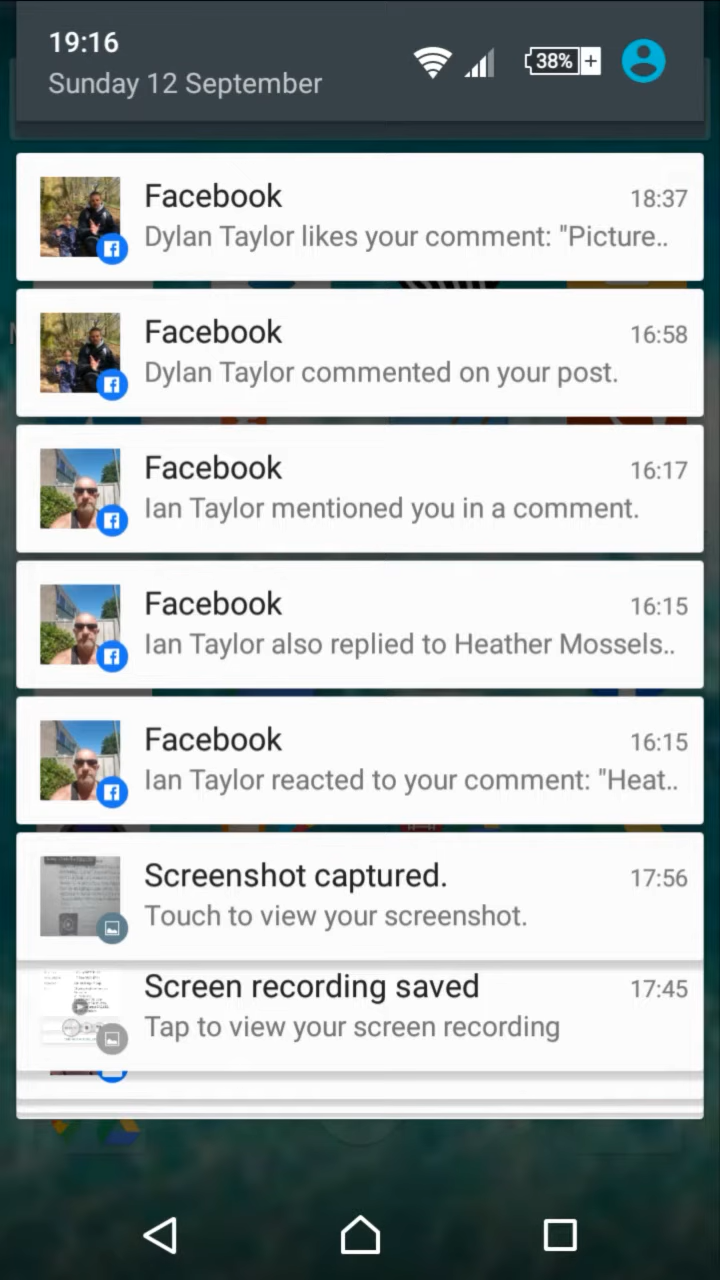 19:16
38%
Sunday 12 September
Facebook
18:37
Dylan Taylor likes your comment: "Picture..
Facebook
16:58
Dylan Taylor commented on your post.
Facebook
16:17
Ian Taylor mentioned you in a comment.
Facebook
16:15
Ian Taylor also replied to Heather Mossels..
Facebook
16:15
Ian Taylor reacted to your comment: "Heat..
Screenshot captured.
17:56
Touch to view your screenshot.
Screen recording saved
17:45
Tap to view your screen recording